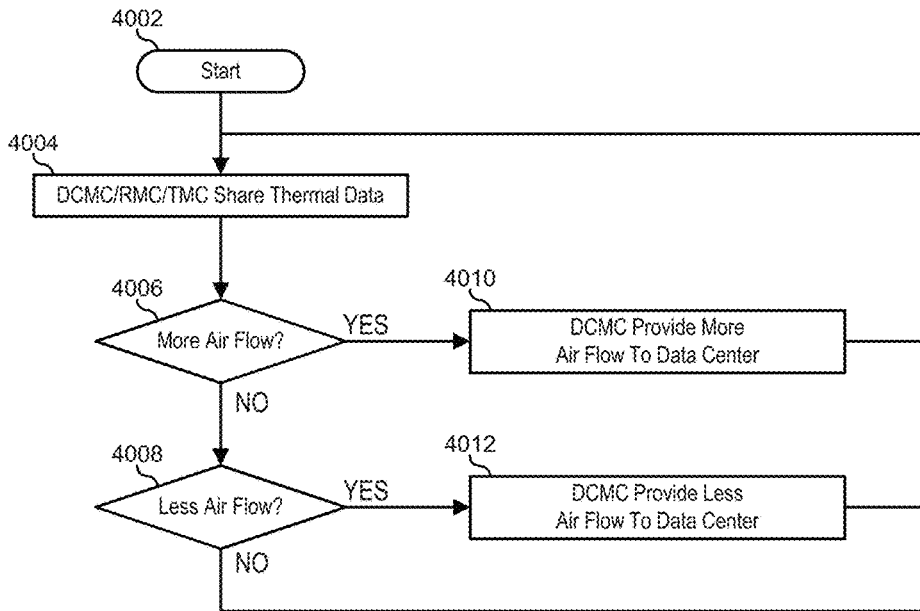 4002
Start
4004
DCMC/RMC/TMC Share Thermal Data
4006
More Air Flow?
YES
NO
4010
DCMC Provide More
Air Flow To Data Center
4008
Less Air Flow?
YES
NO
4012
DCMC Provide Less
Air Flow To Data Center